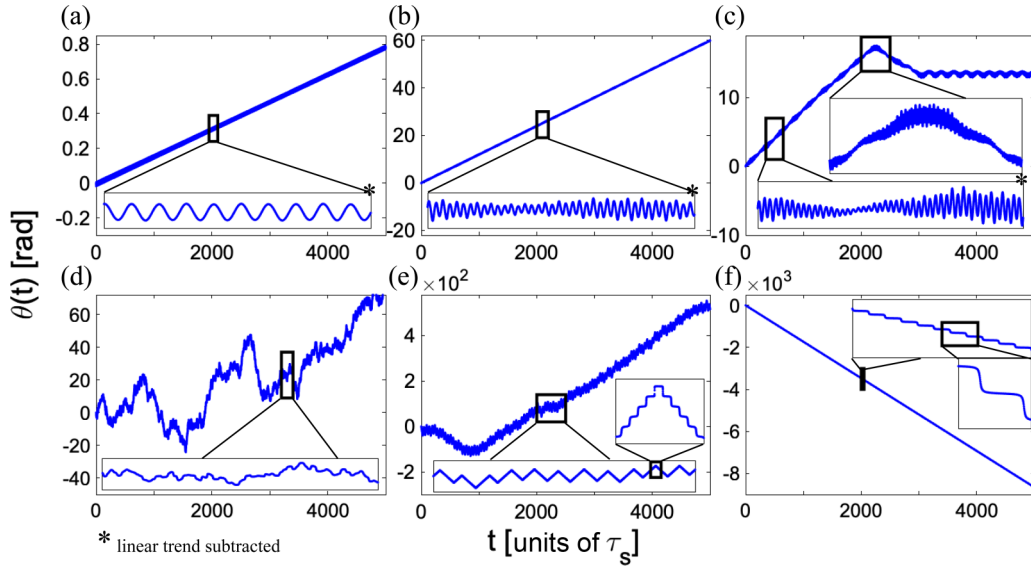 (a) (b) (c)
0.8 60
0.6 40 10
0.4
0.2 20 0
0 0
-0.2 -20 -10
* * *
0 2000 4000 0 2000 4000 0 2000 4000
θ(t) [rad]
(d) (e) (f)
× 10² × 10³
60 4 0
40 2 -2
20 0 -4
0
-20 -6
-40 -2 -8
0 2000 4000 0 2000 4000 0 2000 4000
* linear trend subtracted t [units of τs]